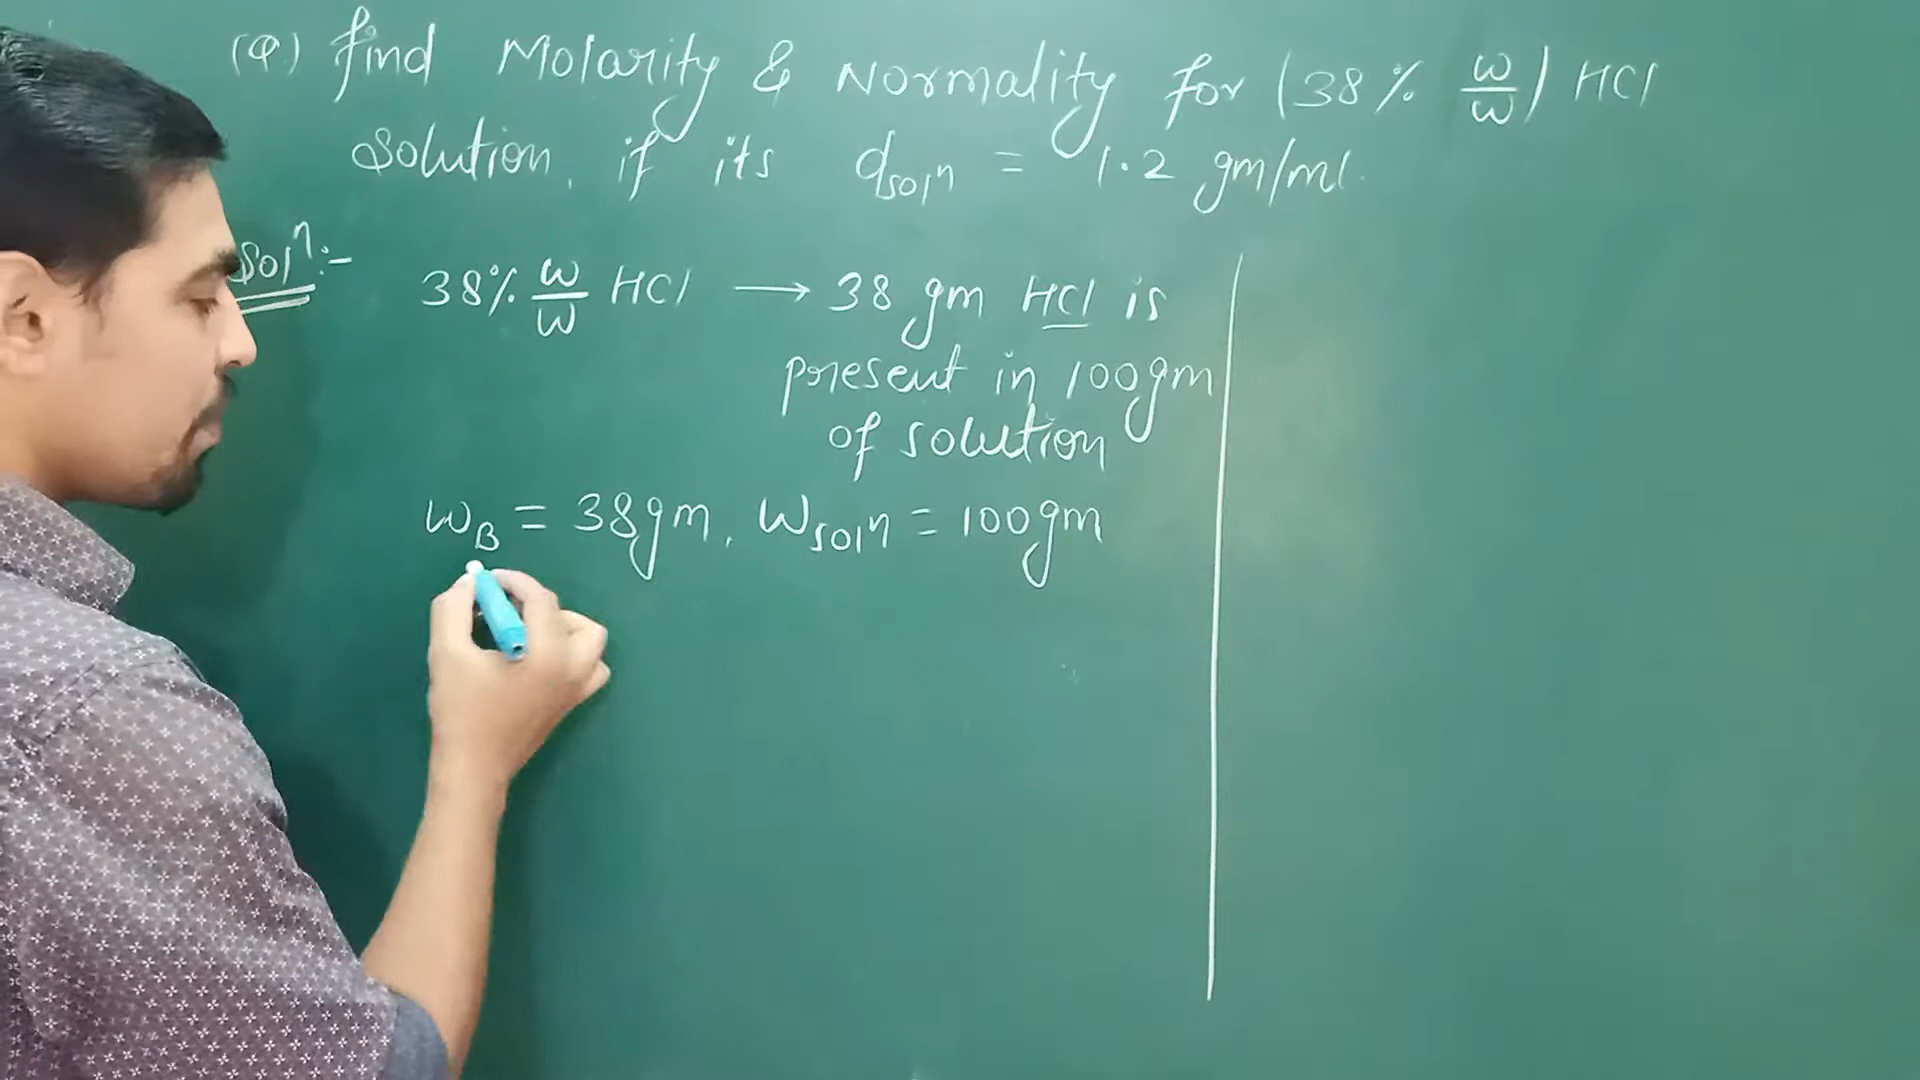 (Q) find Molarity & Normality for (38% w/w) HCl
solution, if its dsoln = 1.2 gm/ml.
Soln:-
38% w/w HCl → 38 gm HCl is
present in 100gm
of solution
wB = 38gm, Wsoln = 100gm